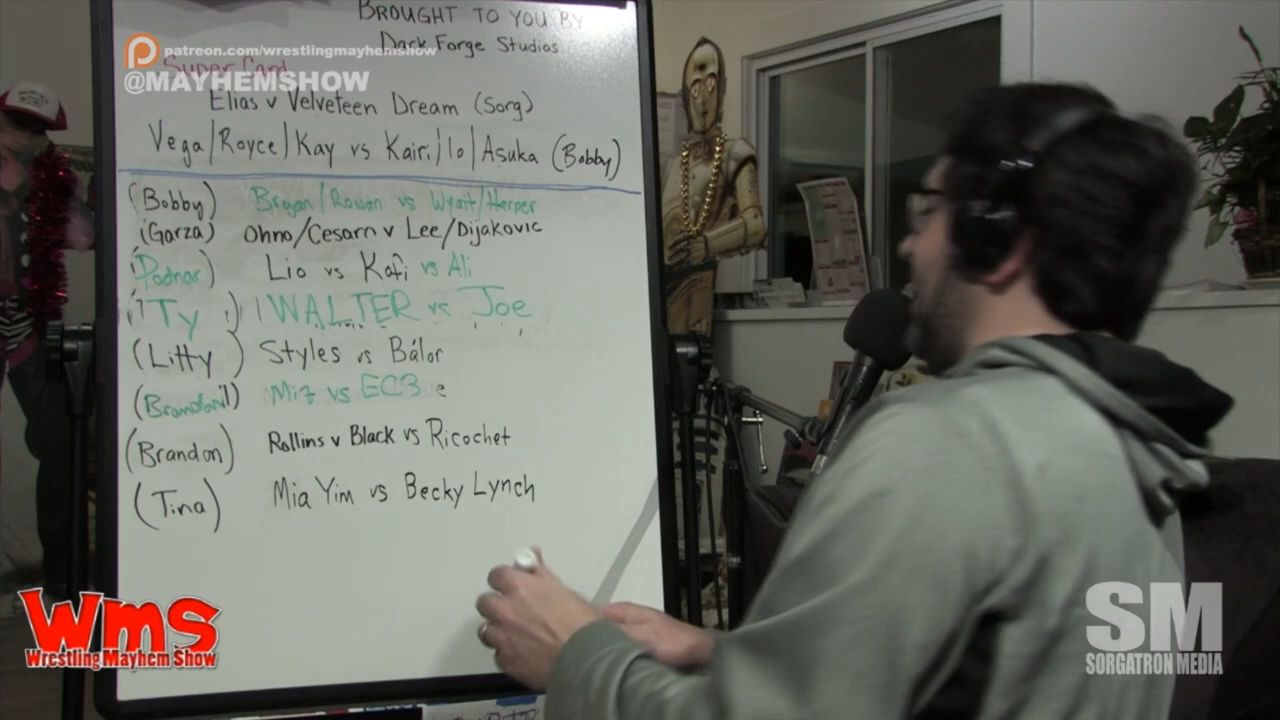 BROUGHT TO YOU BY
Dark Forge Studios
patreon.com/wrestlingmayhemshow
Super Card
@MAYHEMSHOW
Elias v Velveteen Dream (Sorg)
Vega/Royce/Kay vs Kairi/Io/Asuka (Bobby)
(Bobby) Bryan/Rowan vs Wyatt/Harper
(Garza) Ohno/Cesaro v Lee/Dijakovic
(Podnar) Lio vs Kofi vs Ali
(Ty) WALTER vs Joe
(Litty) Styles vs Bálor
Miz vs EC3 e
(Brandon) Rollins v Black vs Ricochet
(Tina) Mia Yim vs Becky Lynch
WMS
Wrestling Mayhem Show
SM
SORGATRON MEDIA